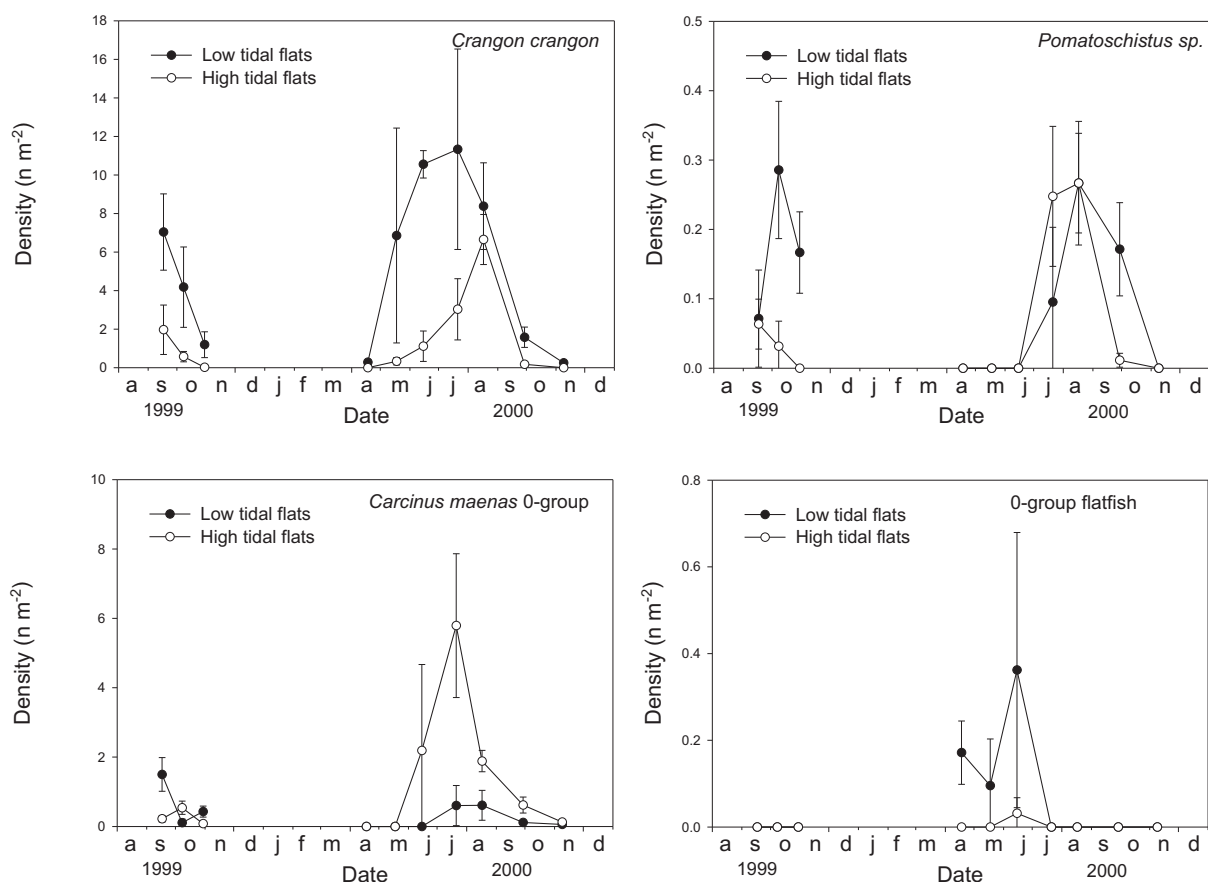 Crangon crangon
Low tidal flats
High tidal flats
18
16
14
12
10
8
6
4
2
0
Density (n m-2)
a s o n d j f m a m j j a s o n d
1999 Date 2000
Pomatoschistus sp.
Low tidal flats
High tidal flats
0.5
0.4
0.3
0.2
0.1
0.0
Density (n m-2)
a s o n d j f m a m j j a s o n d
1999 Date 2000
Carcinus maenas 0-group
Low tidal flats
High tidal flats
10
8
6
4
2
0
Density (n m-2)
a s o n d j f m a m j j a s o n d
1999 Date 2000
0-group flatfish
Low tidal flats
High tidal flats
0.8
0.6
0.4
0.2
0.0
Density (n m-2)
a s o n d j f m a m j j a s o n d
1999 Date 2000